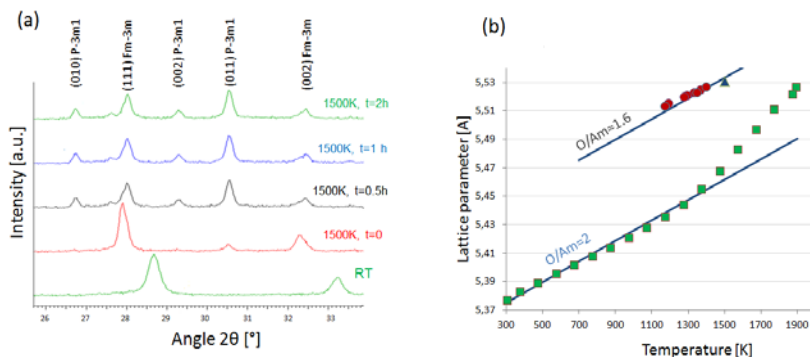 (a)
(010) P-3m1
(111) Fm-3m
(002) P-3m1
(011) P-3m1
(002) Fm-3m
1500K, t=2h
1500K, t=1 h
1500K, t=0.5h
1500K, t=0
RT
Intensity [a.u.]
26 27 28 29 30 31 32 33
Angle 2θ [°]
(b)
5,53
5,51
5,49
5,47
5,45
5,43
5,41
5,39
5,37
Lattice parameter [A]
O/Am=1.6
O/Am=2
300 500 700 900 1100 1300 1500 1700 1900
Temperature [K]